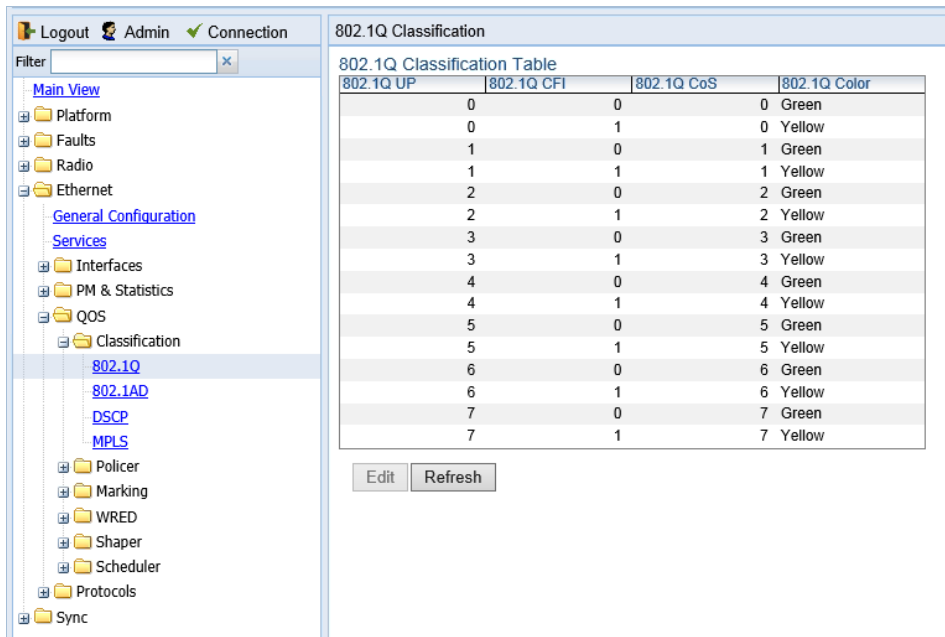 Logout Admin Connection
Filter
Main View
Platform
Faults
Radio
Ethernet
General Configuration
Services
Interfaces
PM & Statistics
QOS
Classification
802.1Q
802.1AD
DSCP
MPLS
Policer
Marking
WRED
Shaper
Scheduler
Protocols
Sync
802.1Q Classification
802.1Q Classification Table
802.1Q UP 802.1Q CFI 802.1Q CoS 802.1Q Color
0 0 0 Green
0 1 0 Yellow
1 0 1 Green
1 1 1 Yellow
2 0 2 Green
2 1 2 Yellow
3 0 3 Green
3 1 3 Yellow
4 0 4 Green
4 1 4 Yellow
5 0 5 Green
5 1 5 Yellow
6 0 6 Green
6 1 6 Yellow
7 0 7 Green
7 1 7 Yellow
Edit Refresh